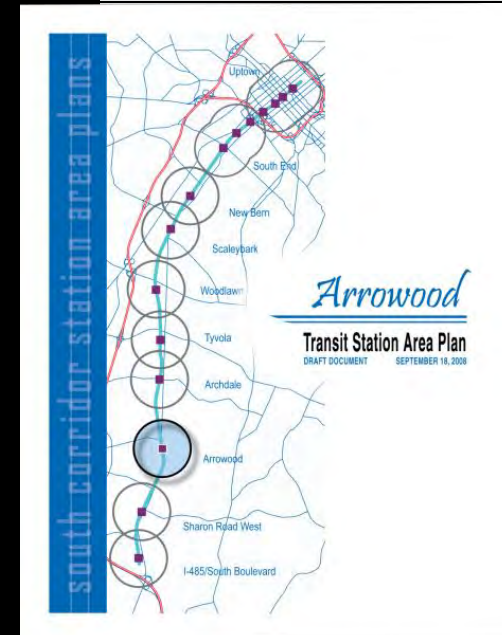 south corridor station area plans
Uptown
South End
New Bern
Scaleybark
Woodlawn
Arrowood
Transit Station Area Plan
DRAFT DOCUMENT SEPTEMBER 18, 2008
Tyvola
Archdale
Arrowood
Sharon Road West
I-485/South Boulevard